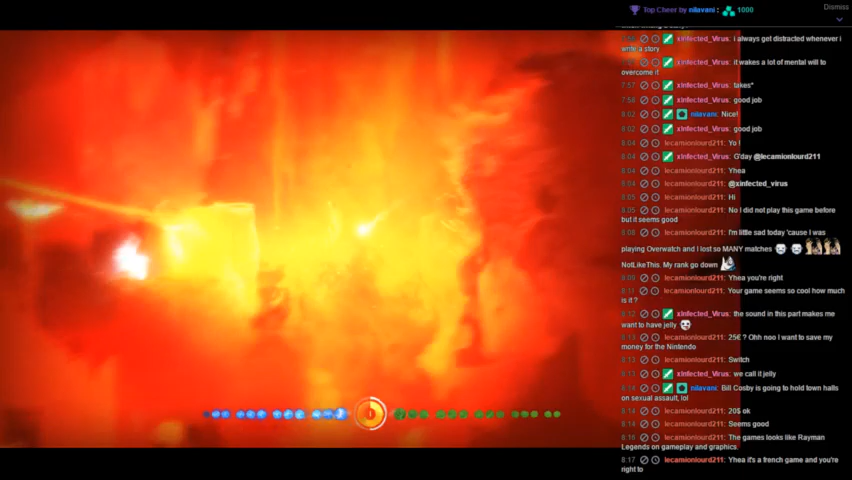 Top Cheer by nilavani : 1000
Dismiss
xInfected_Virus: i always get distracted whenever i
write a story
xInfected_Virus: it wakes a lot of mental will to
overcome it
7:57 xInfected_Virus: takes*
7:58 xInfected_Virus: good job
8:02 nilavani: Nice!
8:02 xInfected_Virus: good job
8:04 lecamionlourd211: Yo !
8:04 xInfected_Virus: G'day @lecamionlourd211
8:04 lecamionlourd211: Yhea
8:04 lecamionlourd211:
@xinfected_virus
8:05 lecamionlourd211: Hi
8:05 lecamionlourd211: No I did not play this game before
but it seems good
8:08 lecamionlourd211: I'm little sad today 'cause I was
playing Overwatch and I lost so MANY matches
NotLikeThis. My rank go down
8:09 lecamionlourd211: Yhea you're right
8:11 lecamionlourd211: Your game seems so cool how much
is it ?
8:12 xInfected_Virus: the sound in this part makes me
want to have jelly
8:13 lecamionlourd211: 25€ ? Ohh noo I want to save my
money for the Nintendo
8:13 lecamionlourd211: Switch
8:13 xInfected_Virus: we call it jelly
8:14 nilavani: Bill Cosby is going to hold town halls
on sexual assault, lol
8:14 lecamionlourd211: 20$ ok
8:14 lecamionlourd211: Seems good
8:16 lecamionlourd211: The games looks like Rayman
Legends on gameplay and graphics.
8:17 lecamionlourd211: Yhea it's a french game and you're
right to